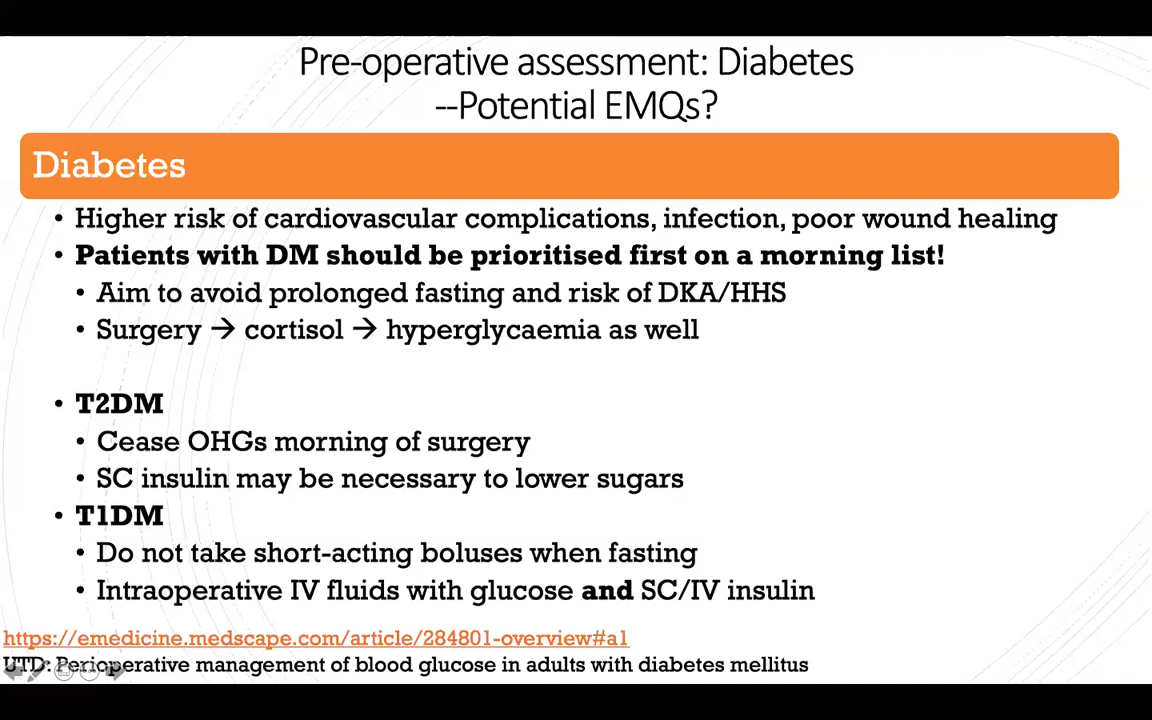 Pre-operative assessment: Diabetes
--Potential EMQs?
Diabetes
• Higher risk of cardiovascular complications, infection, poor wound healing
• Patients with DM should be prioritised first on a morning list!
• Aim to avoid prolonged fasting and risk of DKA/HHS
• Surgery → cortisol → hyperglycaemia as well
• T2DM
• Cease OHGs morning of surgery
• SC insulin may be necessary to lower sugars
• T1DM
• Do not take short-acting boluses when fasting
• Intraoperative IV fluids with glucose and SC/IV insulin
https://emedicine.medscape.com/article/284801-overview#a1
UTD: Perioperative management of blood glucose in adults with diabetes mellitus